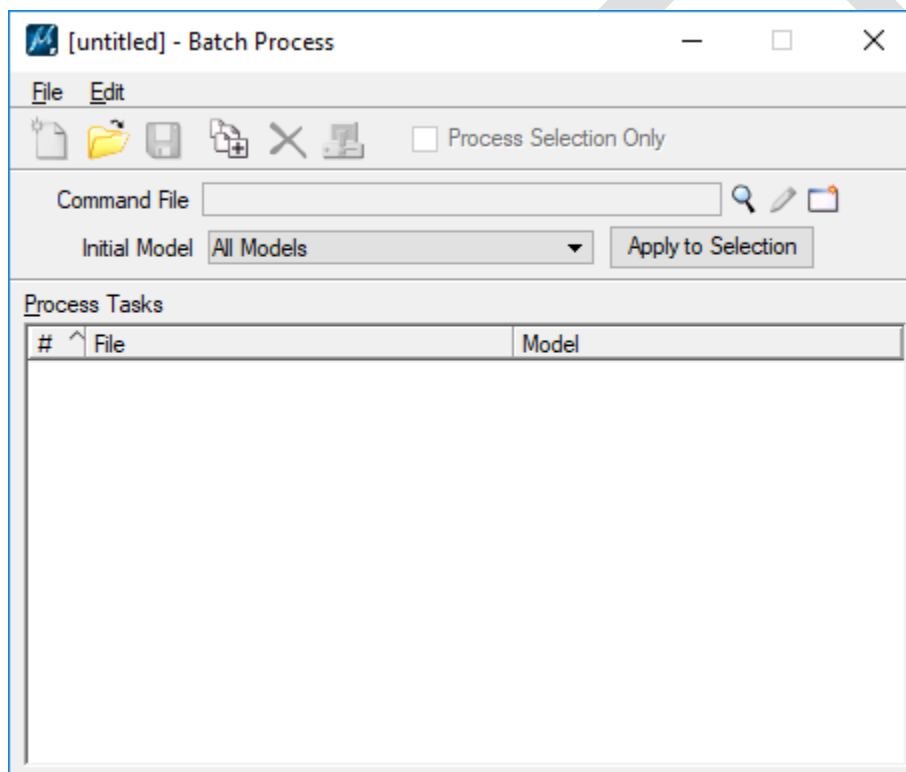 [untitled] - Batch Process
File Edit
Process Selection Only
Command File
Initial Model All Models Apply to Selection
Process Tasks
# File Model